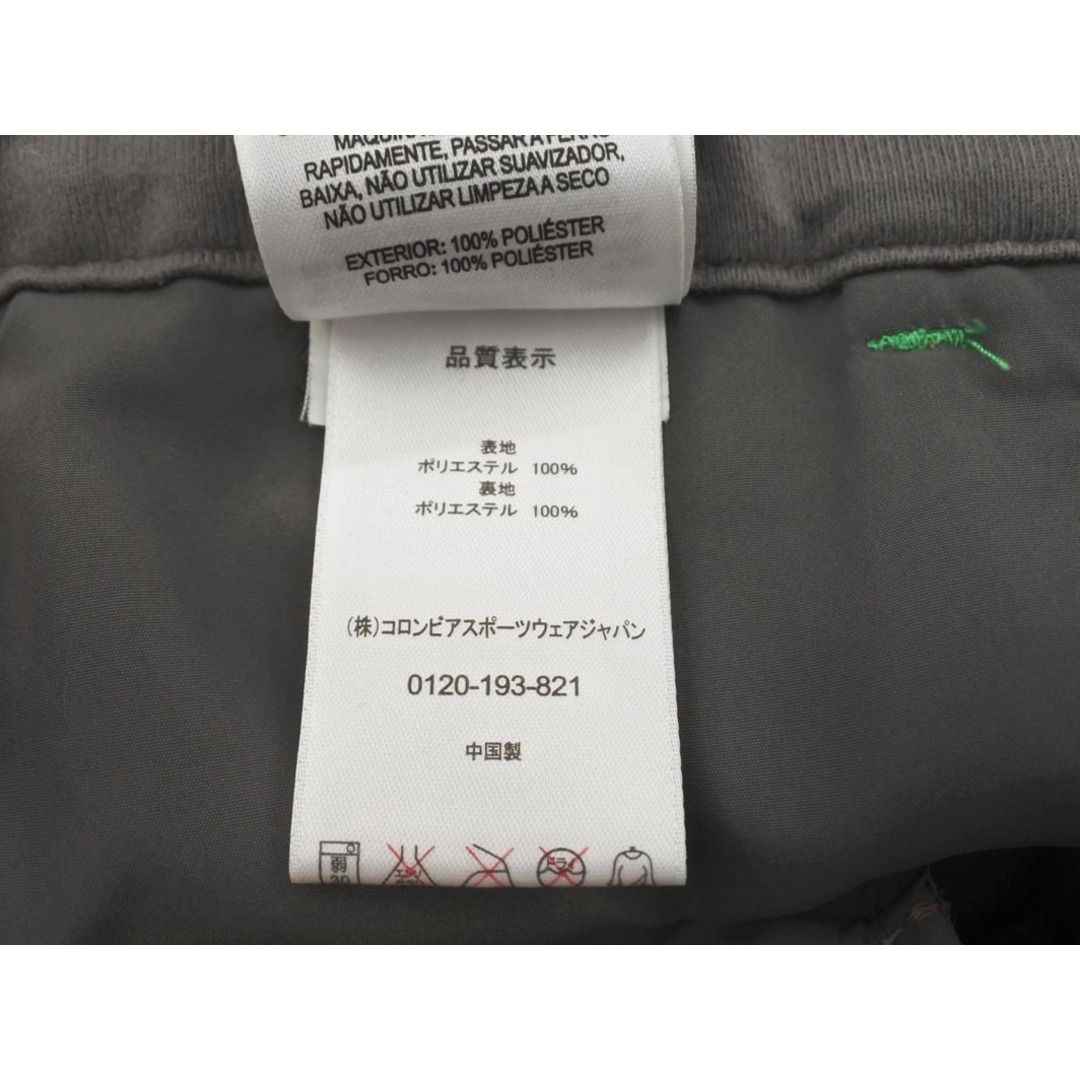 RAPIDAMENTE, PASSAR A FERRO
BAIXA, NÃO UTILIZAR SUAVIZADOR,
NÃO UTILIZAR LIMPEZA A SECO
EXTERIOR: 100% POLIÉSTER
FORRO: 100% POLIÉSTER
品質表示
表地
ポリエステル 100%
裏地
ポリエステル 100%
(株)コロンビアスポーツウェアジャパン
0120-193-821
中国製
弱 ドライ